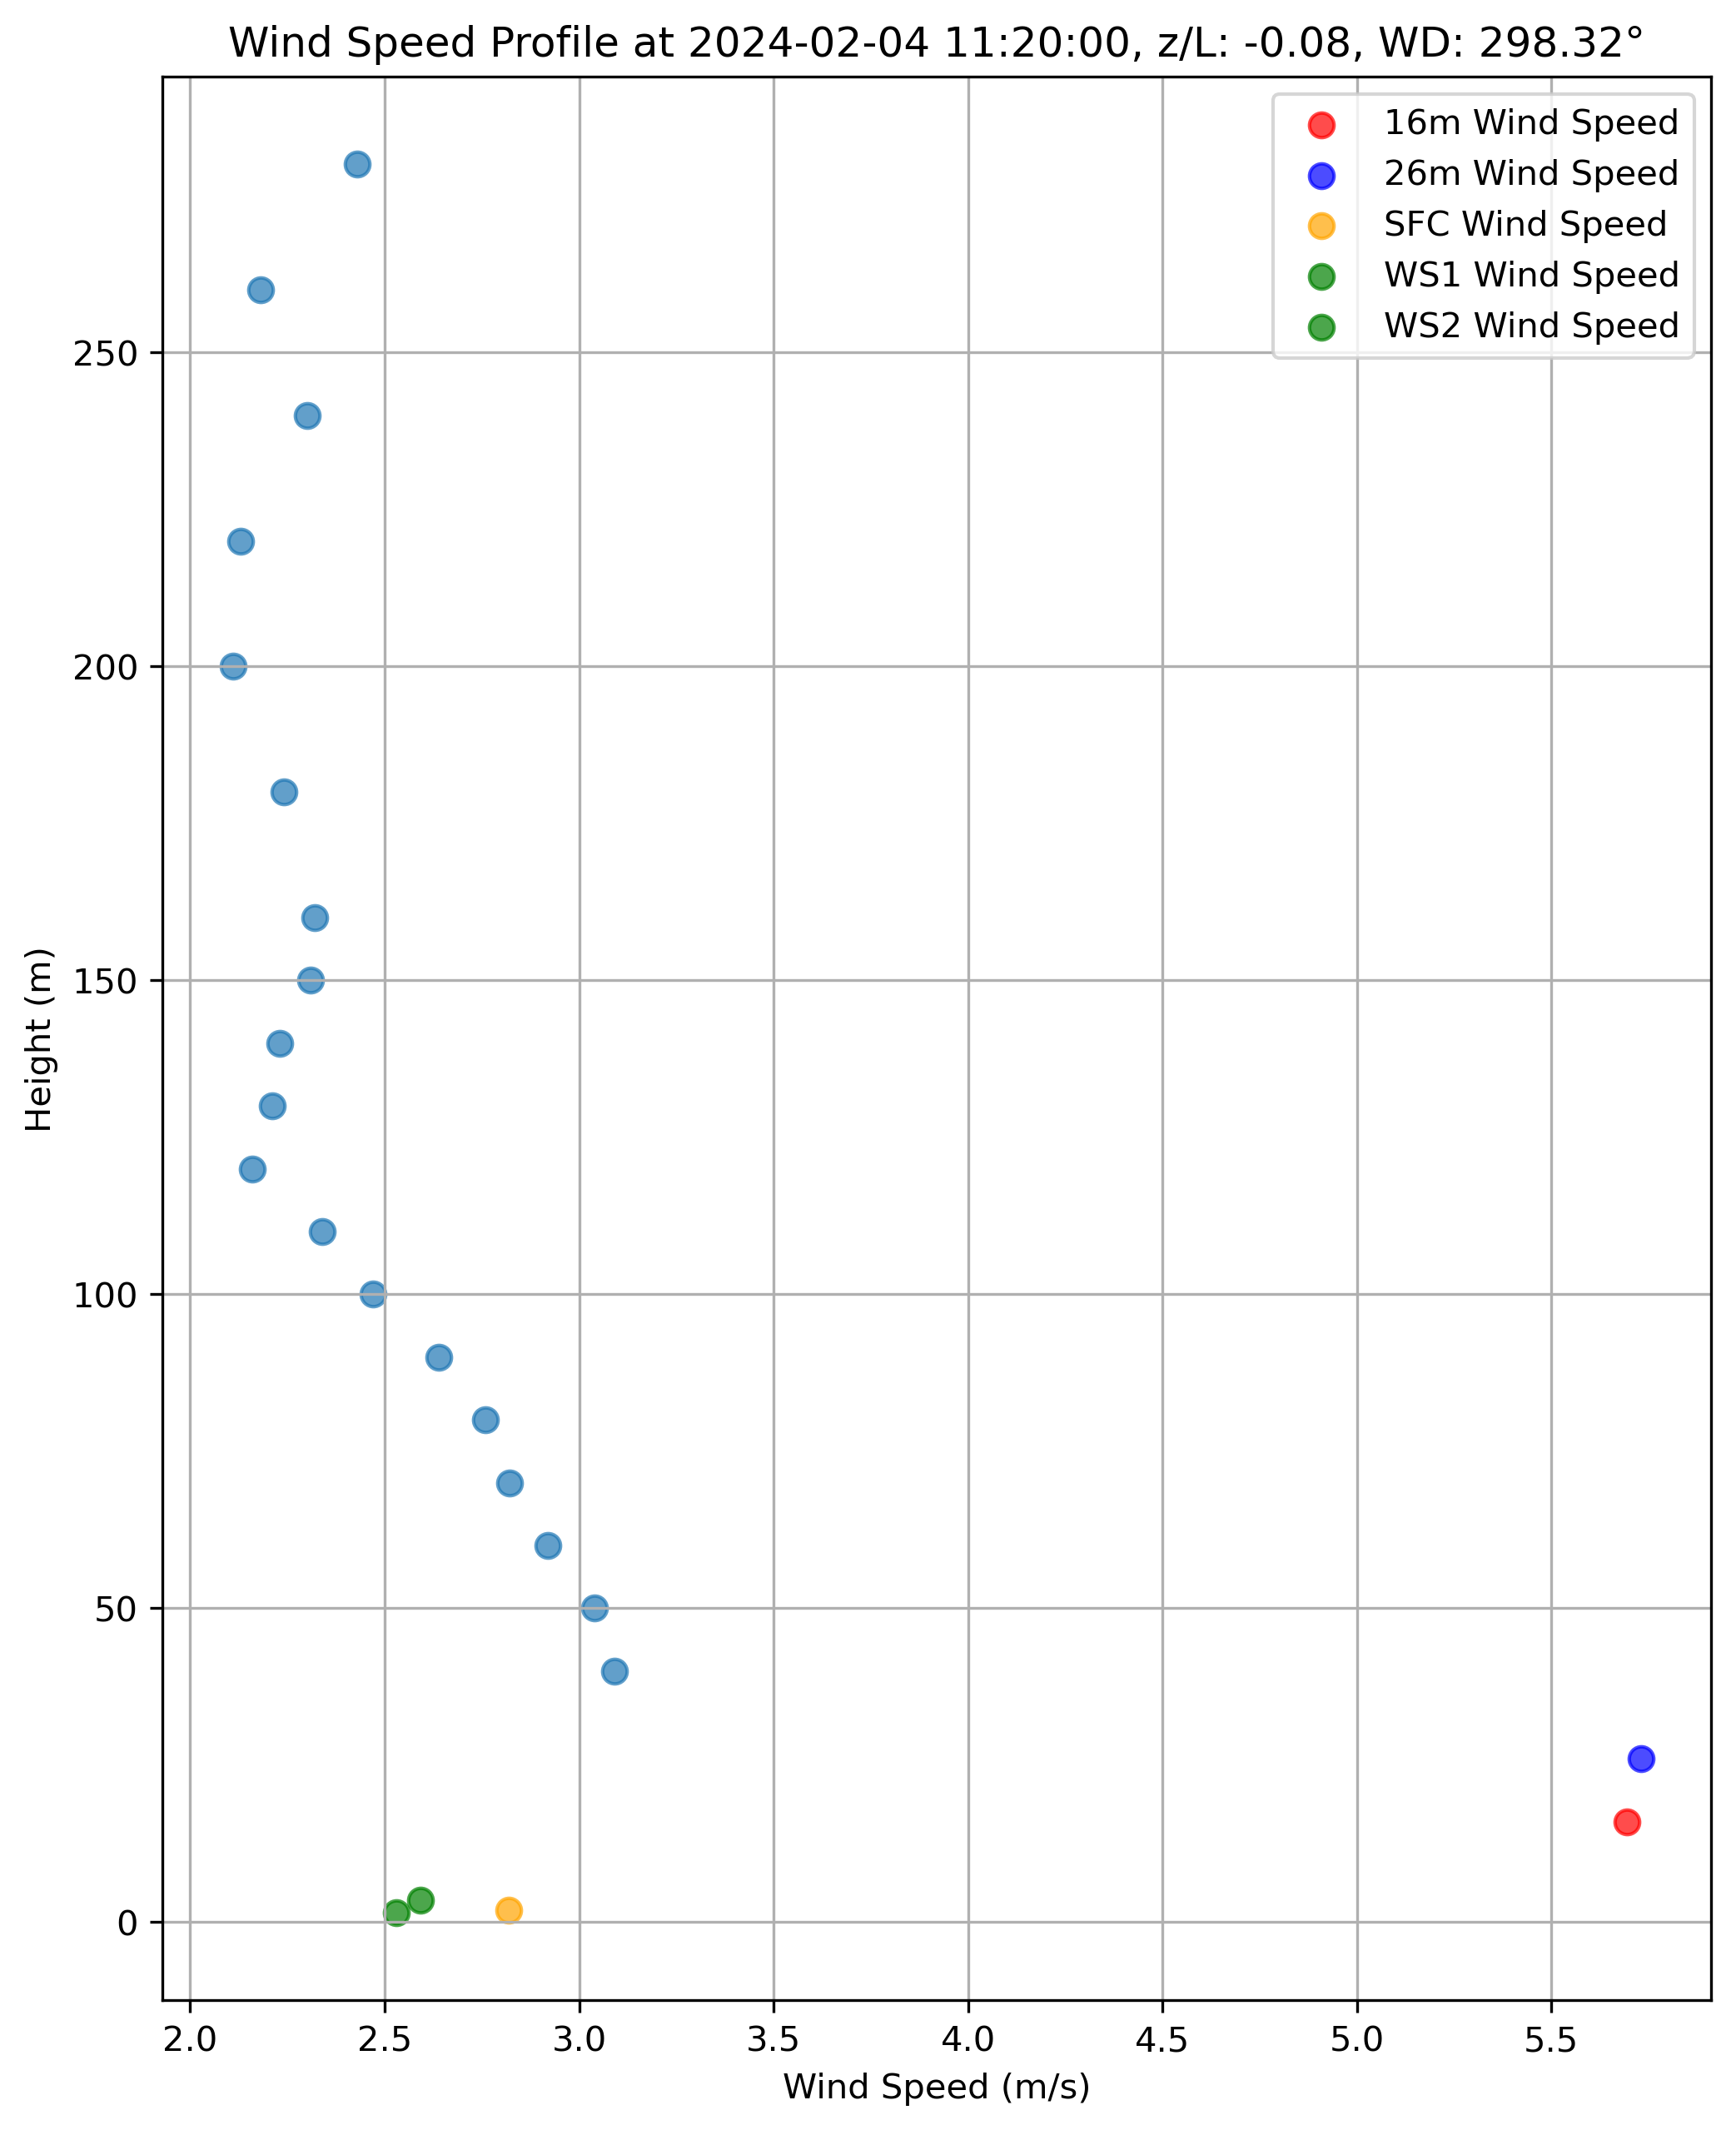 Wind Speed Profile at 2024-02-04 11:20:00, z/L: -0.08, WD: 298.32°
16m Wind Speed
26m Wind Speed
SFC Wind Speed
WS1 Wind Speed
WS2 Wind Speed
Height (m)
250
200
150
100
50
0
2.0 2.5 3.0 3.5 4.0 4.5 5.0 5.5
Wind Speed (m/s)